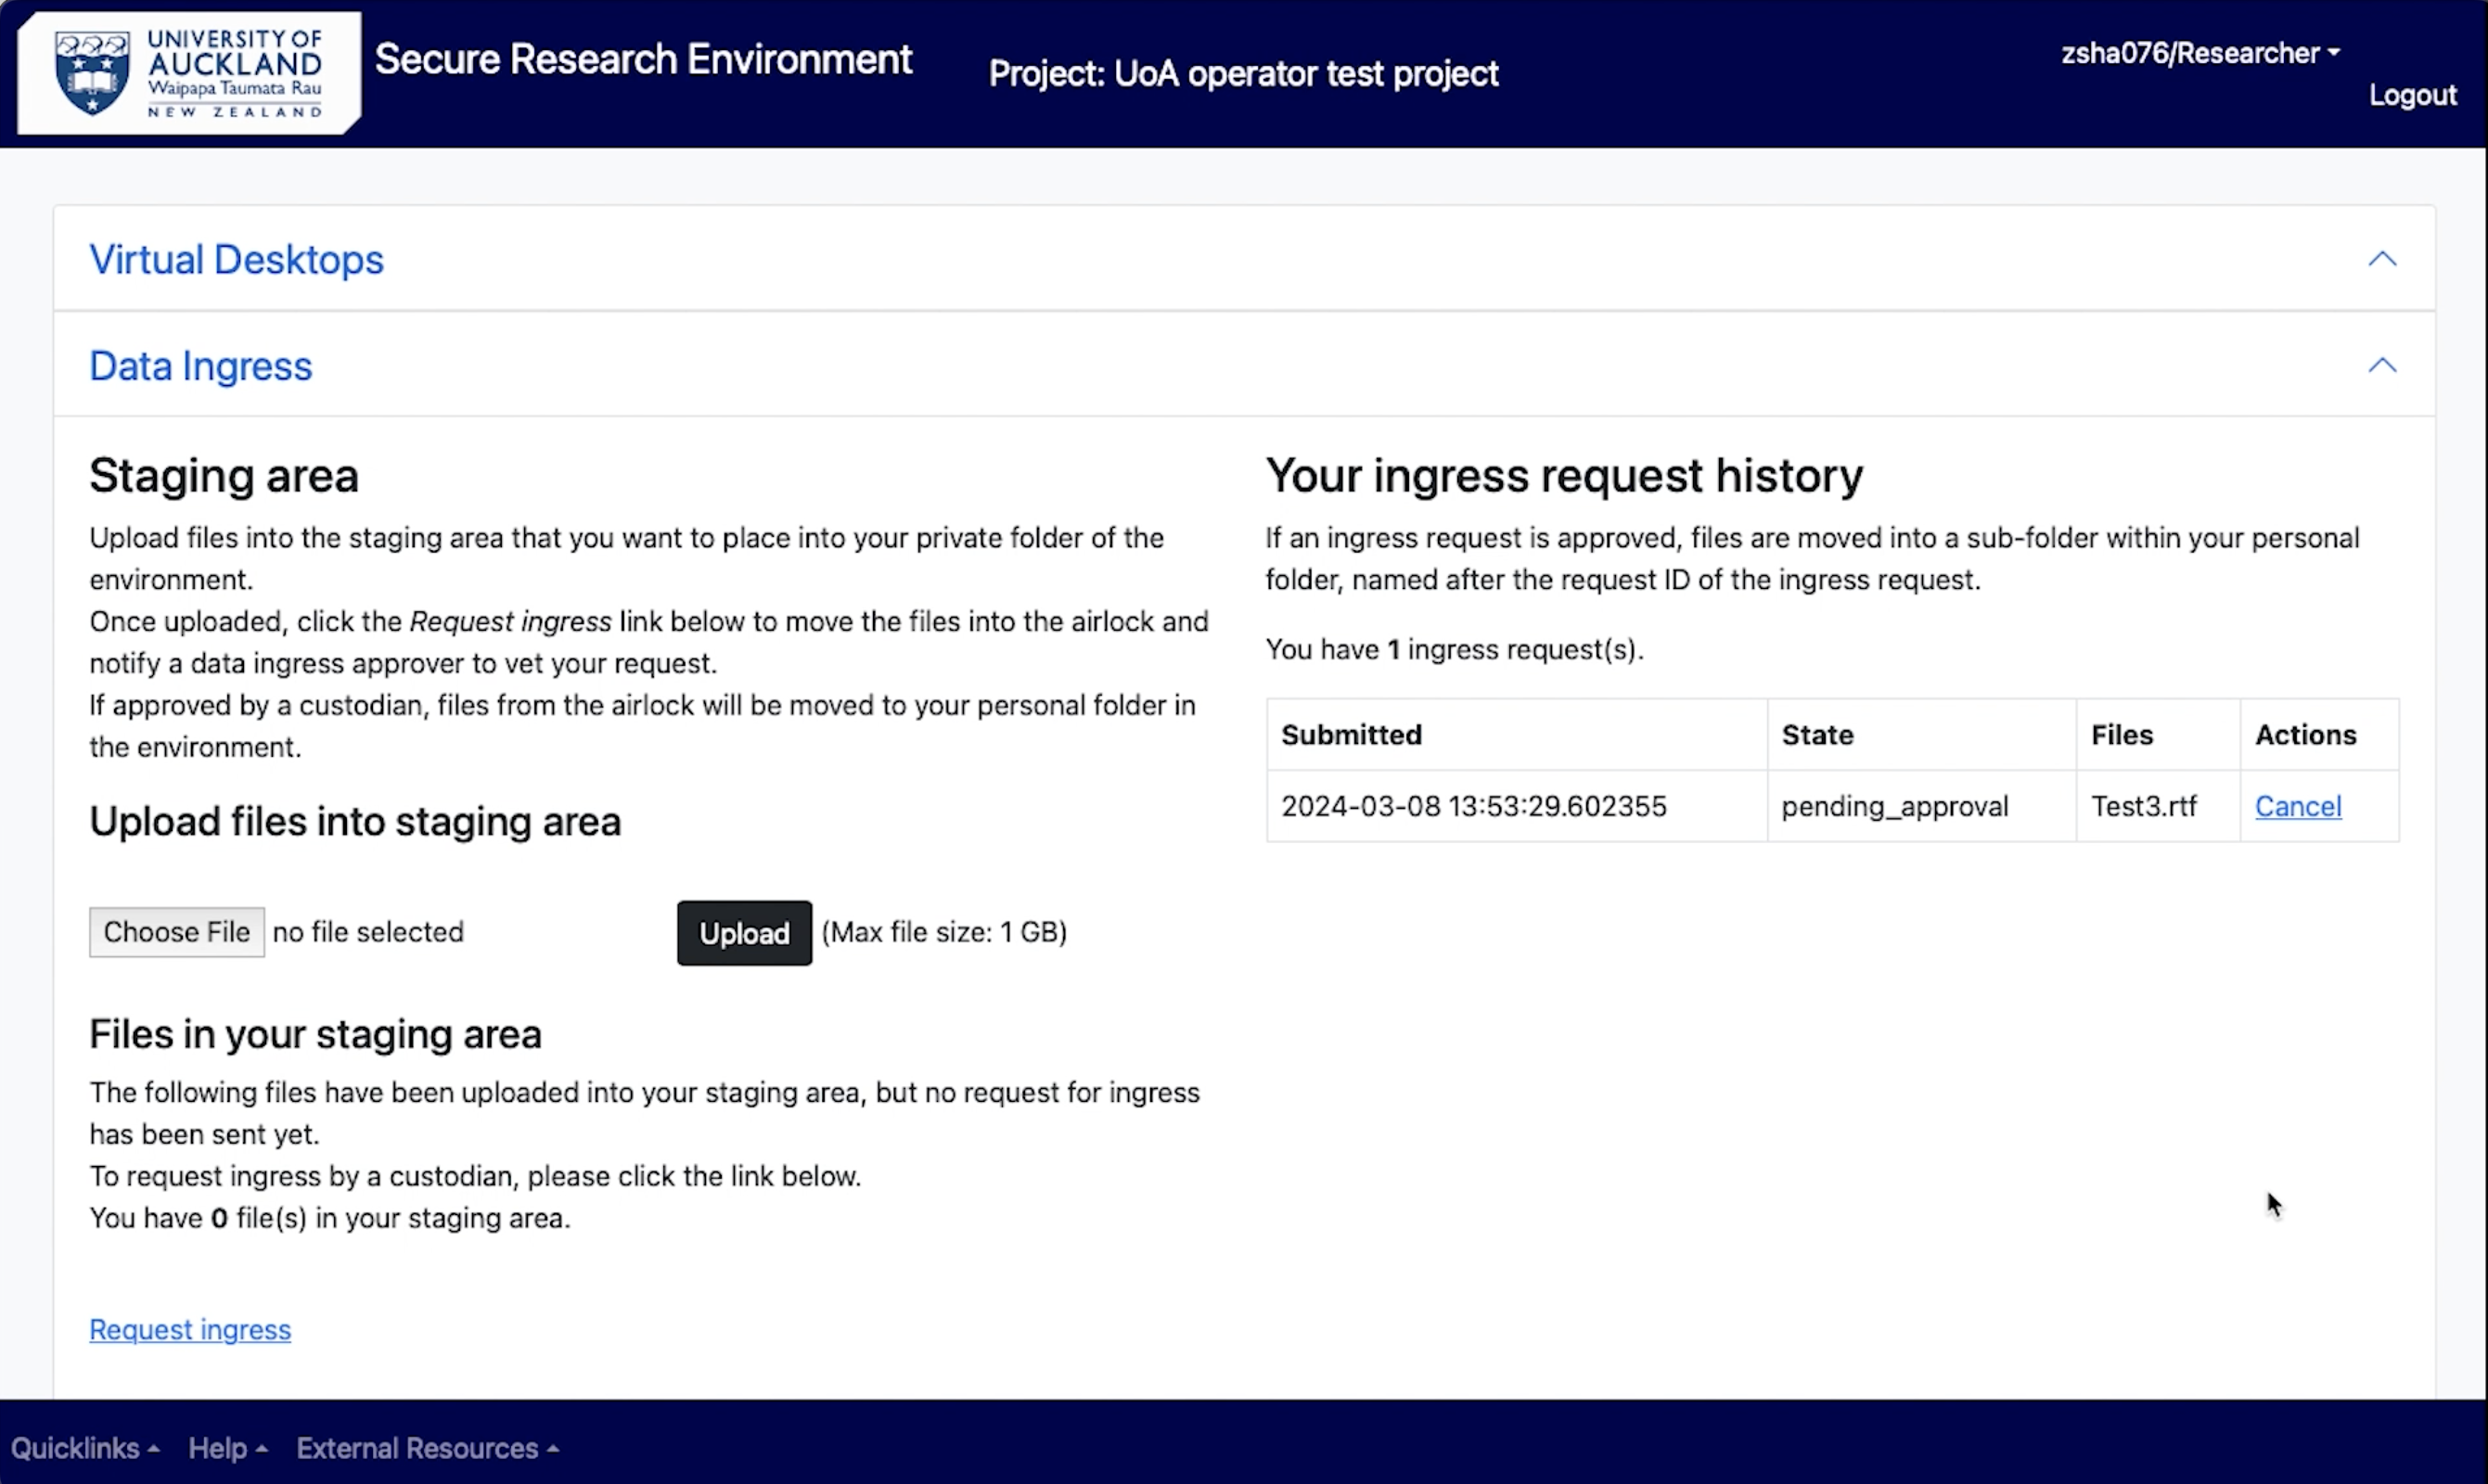 UNIVERSITY OF
AUCKLAND
Waipapa Taumata Rau
NEW ZEALAND
Secure Research Environment
Project: UoA operator test project
zsha076/Researcher
Logout
Virtual Desktops
Data Ingress
Staging area
Upload files into the staging area that you want to place into your private folder of the
environment.
Once uploaded, click the Request ingress link below to move the files into the airlock and
notify a data ingress approver to vet your request.
If approved by a custodian, files from the airlock will be moved to your personal folder in
the environment.
Upload files into staging area
Choose File no file selected Upload (Max file size: 1 GB)
Files in your staging area
The following files have been uploaded into your staging area, but no request for ingress
has been sent yet.
To request ingress by a custodian, please click the link below.
You have 0 file(s) in your staging area.
Request ingress
Your ingress request history
If an ingress request is approved, files are moved into a sub-folder within your personal
folder, named after the request ID of the ingress request.
You have 1 ingress request(s).
Submitted State Files Actions
2024-03-08 13:53:29.602355 pending_approval Test3.rtf Cancel
Quicklinks Help External Resources